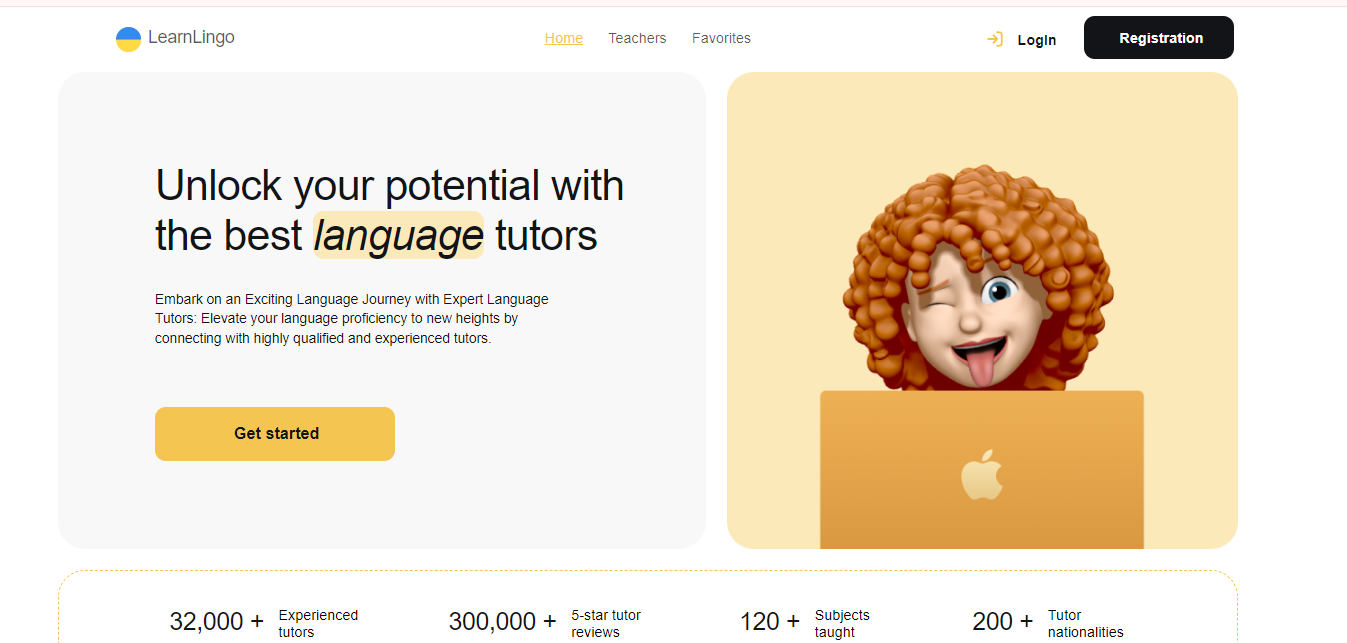 LearnLingo
Home Teachers Favorites
Login
Registration
Unlock your potential with
the best language tutors
Embark on an Exciting Language Journey with Expert Language
Tutors: Elevate your language proficiency to new heights by
connecting with highly qualified and experienced tutors.
Get started
32,000 + Experienced
tutors
300,000 + 5-star tutor
reviews
120 + Subjects
taught
200 + Tutor
nationalities